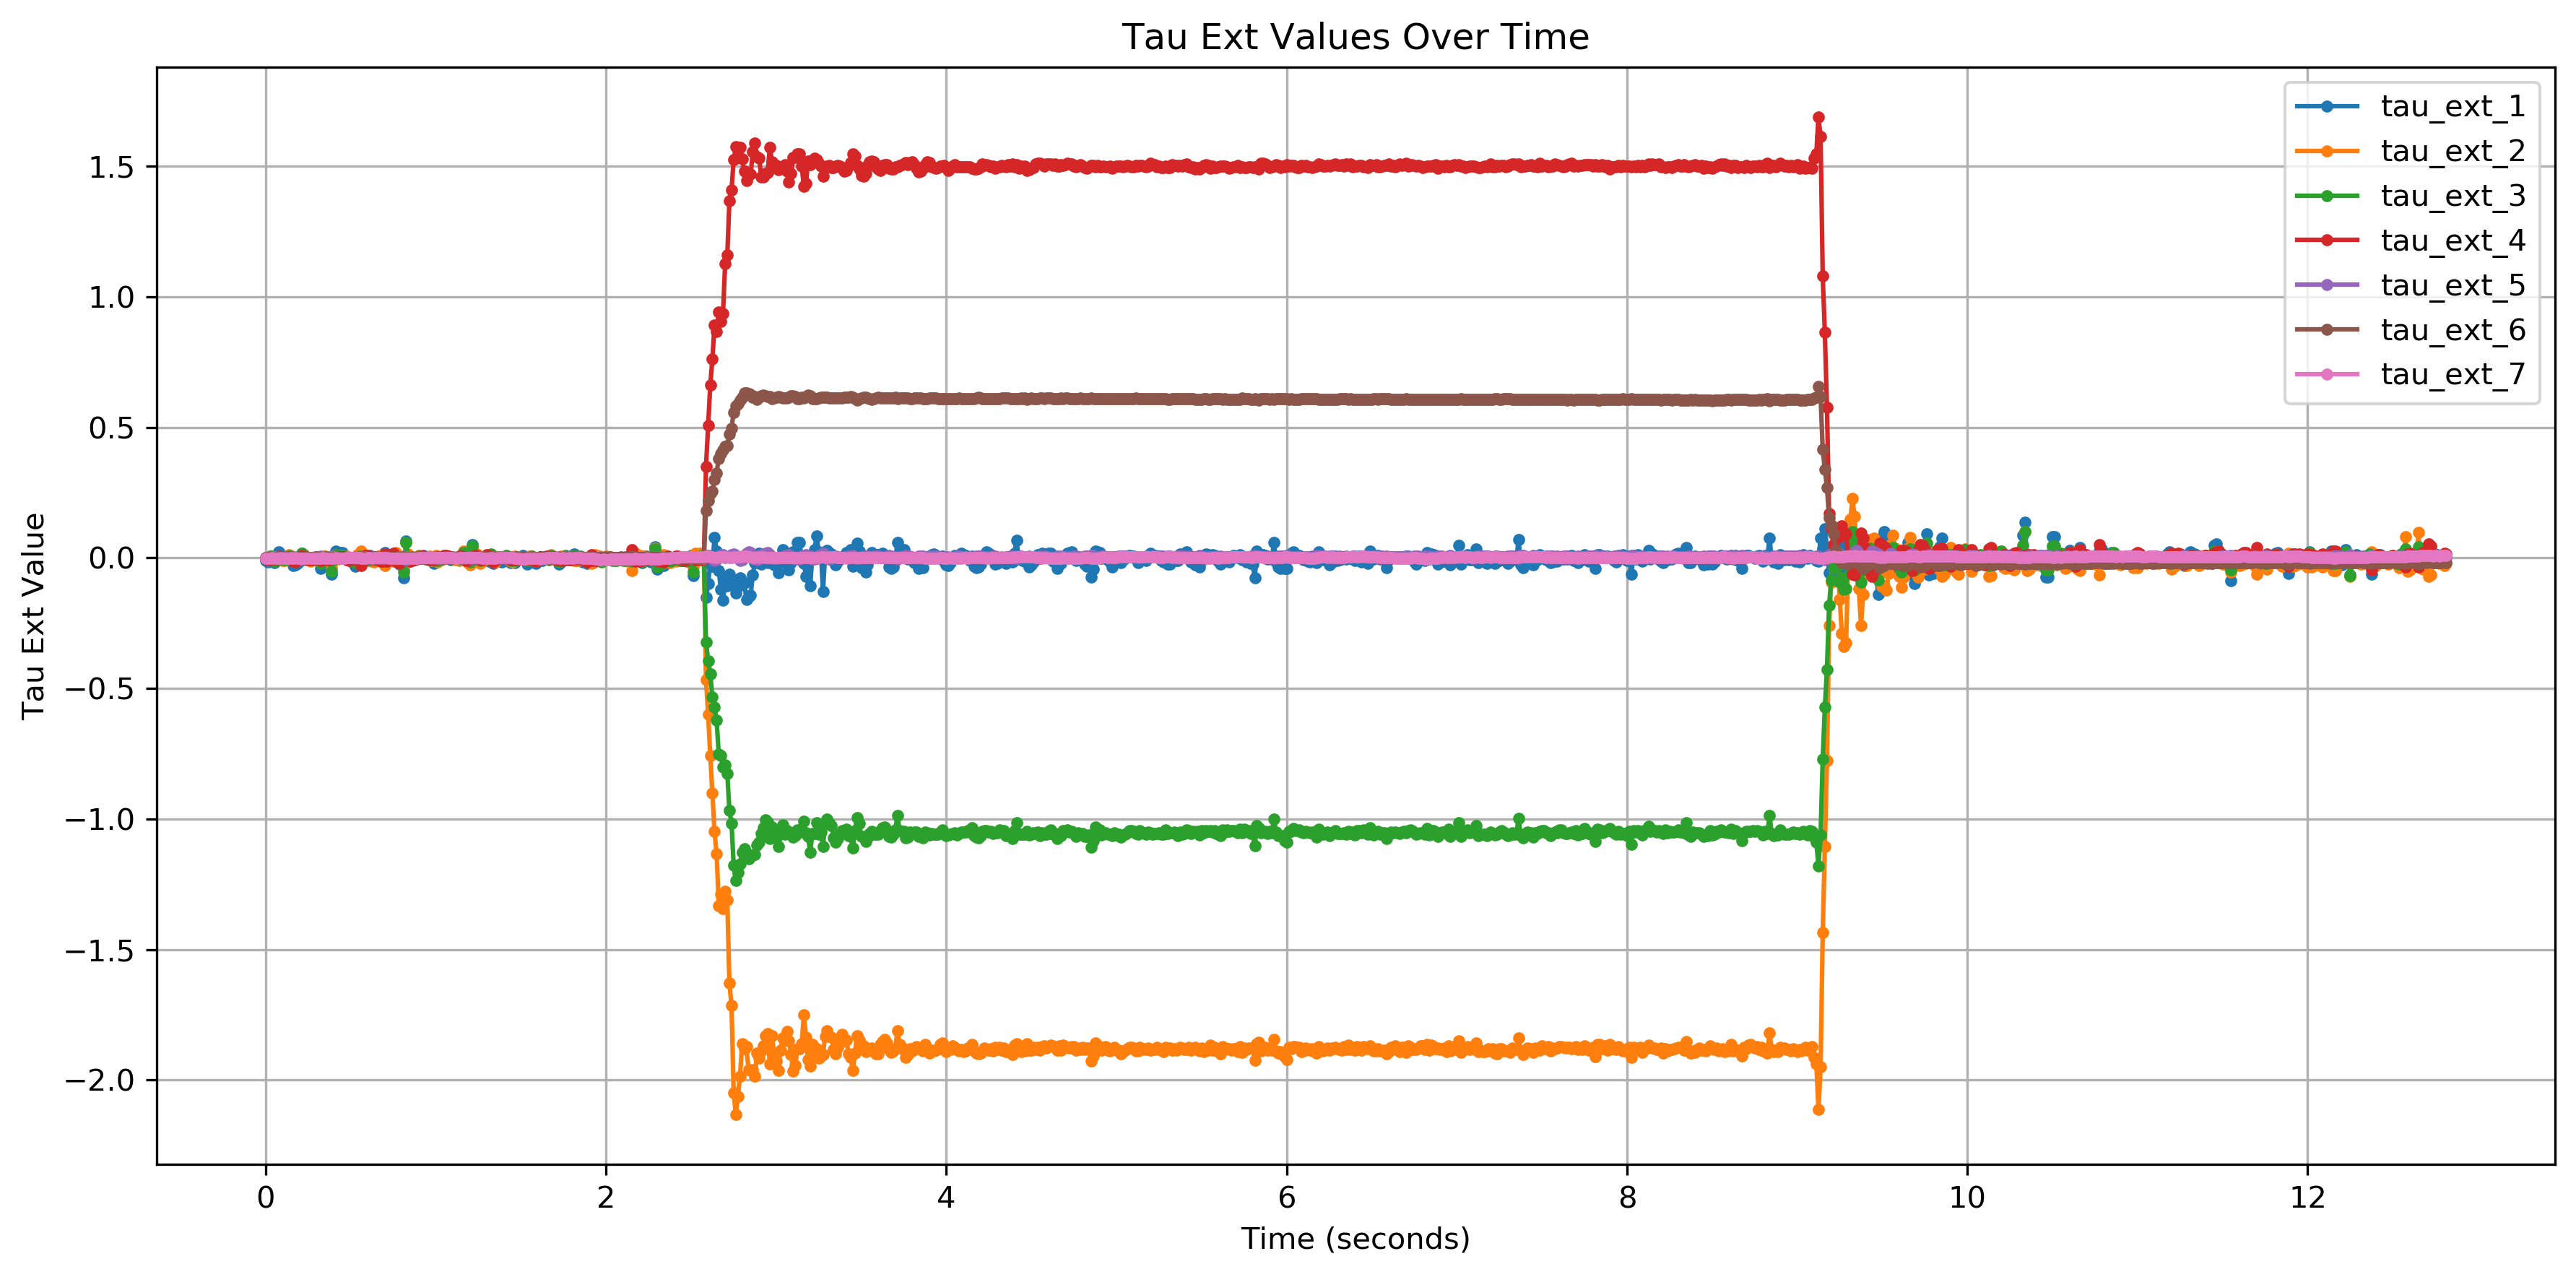 Tau Ext Values Over Time
tau_ext_1
tau_ext_2
tau_ext_3
tau_ext_4
tau_ext_5
tau_ext_6
tau_ext_7
Tau Ext Value
1.5
1.0
0.5
0.0
−0.5
−1.0
−1.5
−2.0
0 2 4 6 8 10 12
Time (seconds)